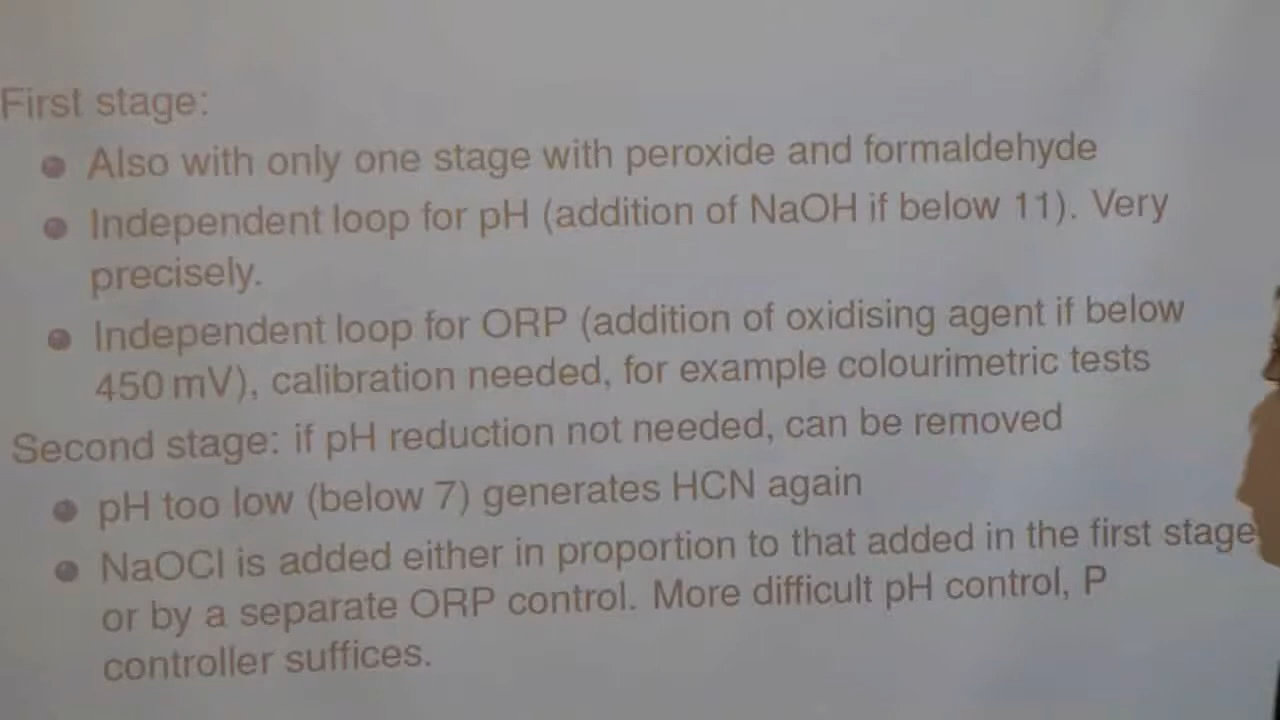 First stage:
Also with only one stage with peroxide and formaldehyde
Independent loop for pH (addition of NaOH if below 11). Very
precisely.
Independent loop for ORP (addition of oxidising agent if below
450 mV), calibration needed, for example colourimetric tests
Second stage: if pH reduction not needed, can be removed
pH too low (below 7) generates HCN again
NaOCl is added either in proportion to that added in the first stage
or by a separate ORP control. More difficult pH control, P
controller suffices.